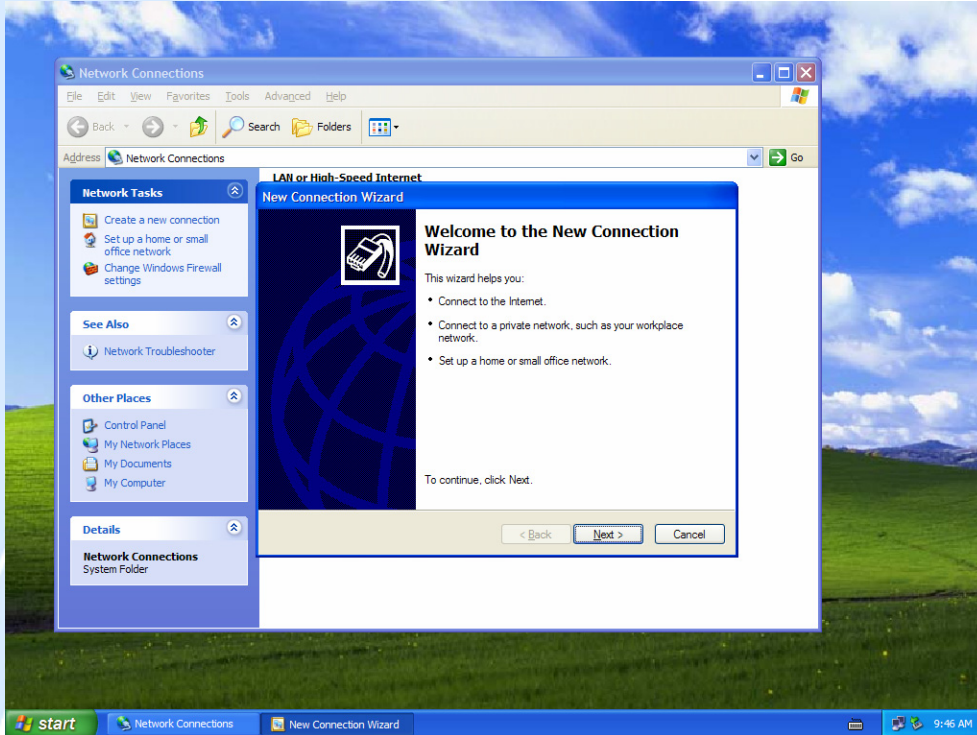 Network Connections
File Edit View Favorites Tools Advanced Help
Back Search Folders
Address Network Connections Go
LAN or High-Speed Internet
Network Tasks
Create a new connection
Set up a home or small
office network
Change Windows Firewall
settings
See Also
Network Troubleshooter
Other Places
Control Panel
My Network Places
My Documents
My Computer
Details
Network Connections
System Folder
New Connection Wizard
Welcome to the New Connection
Wizard
This wizard helps you:
• Connect to the Internet.
• Connect to a private network, such as your workplace
network.
• Set up a home or small office network.
To continue, click Next.
< Back Next > Cancel
start Network Connections New Connection Wizard 9:46 AM